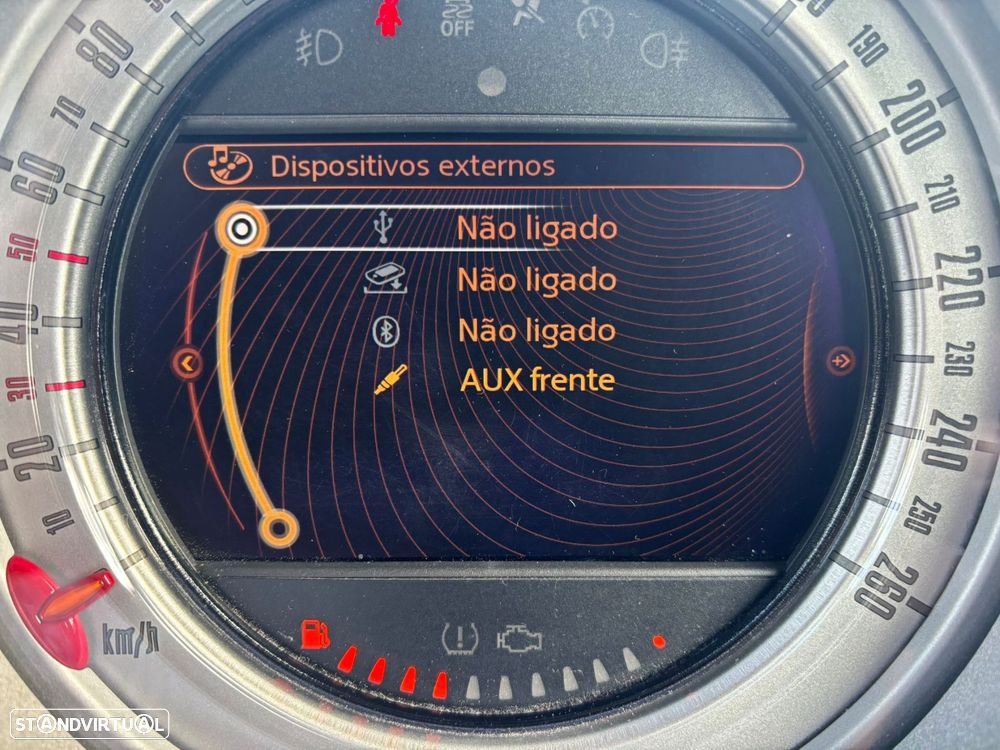 OFF
Dispositivos externos
Não ligado
Não ligado
Não ligado
AUX frente
80
70
60
50
40
30
20
10
km/h
190
200
210
220
230
240
250
260
STANDVIRTUAL